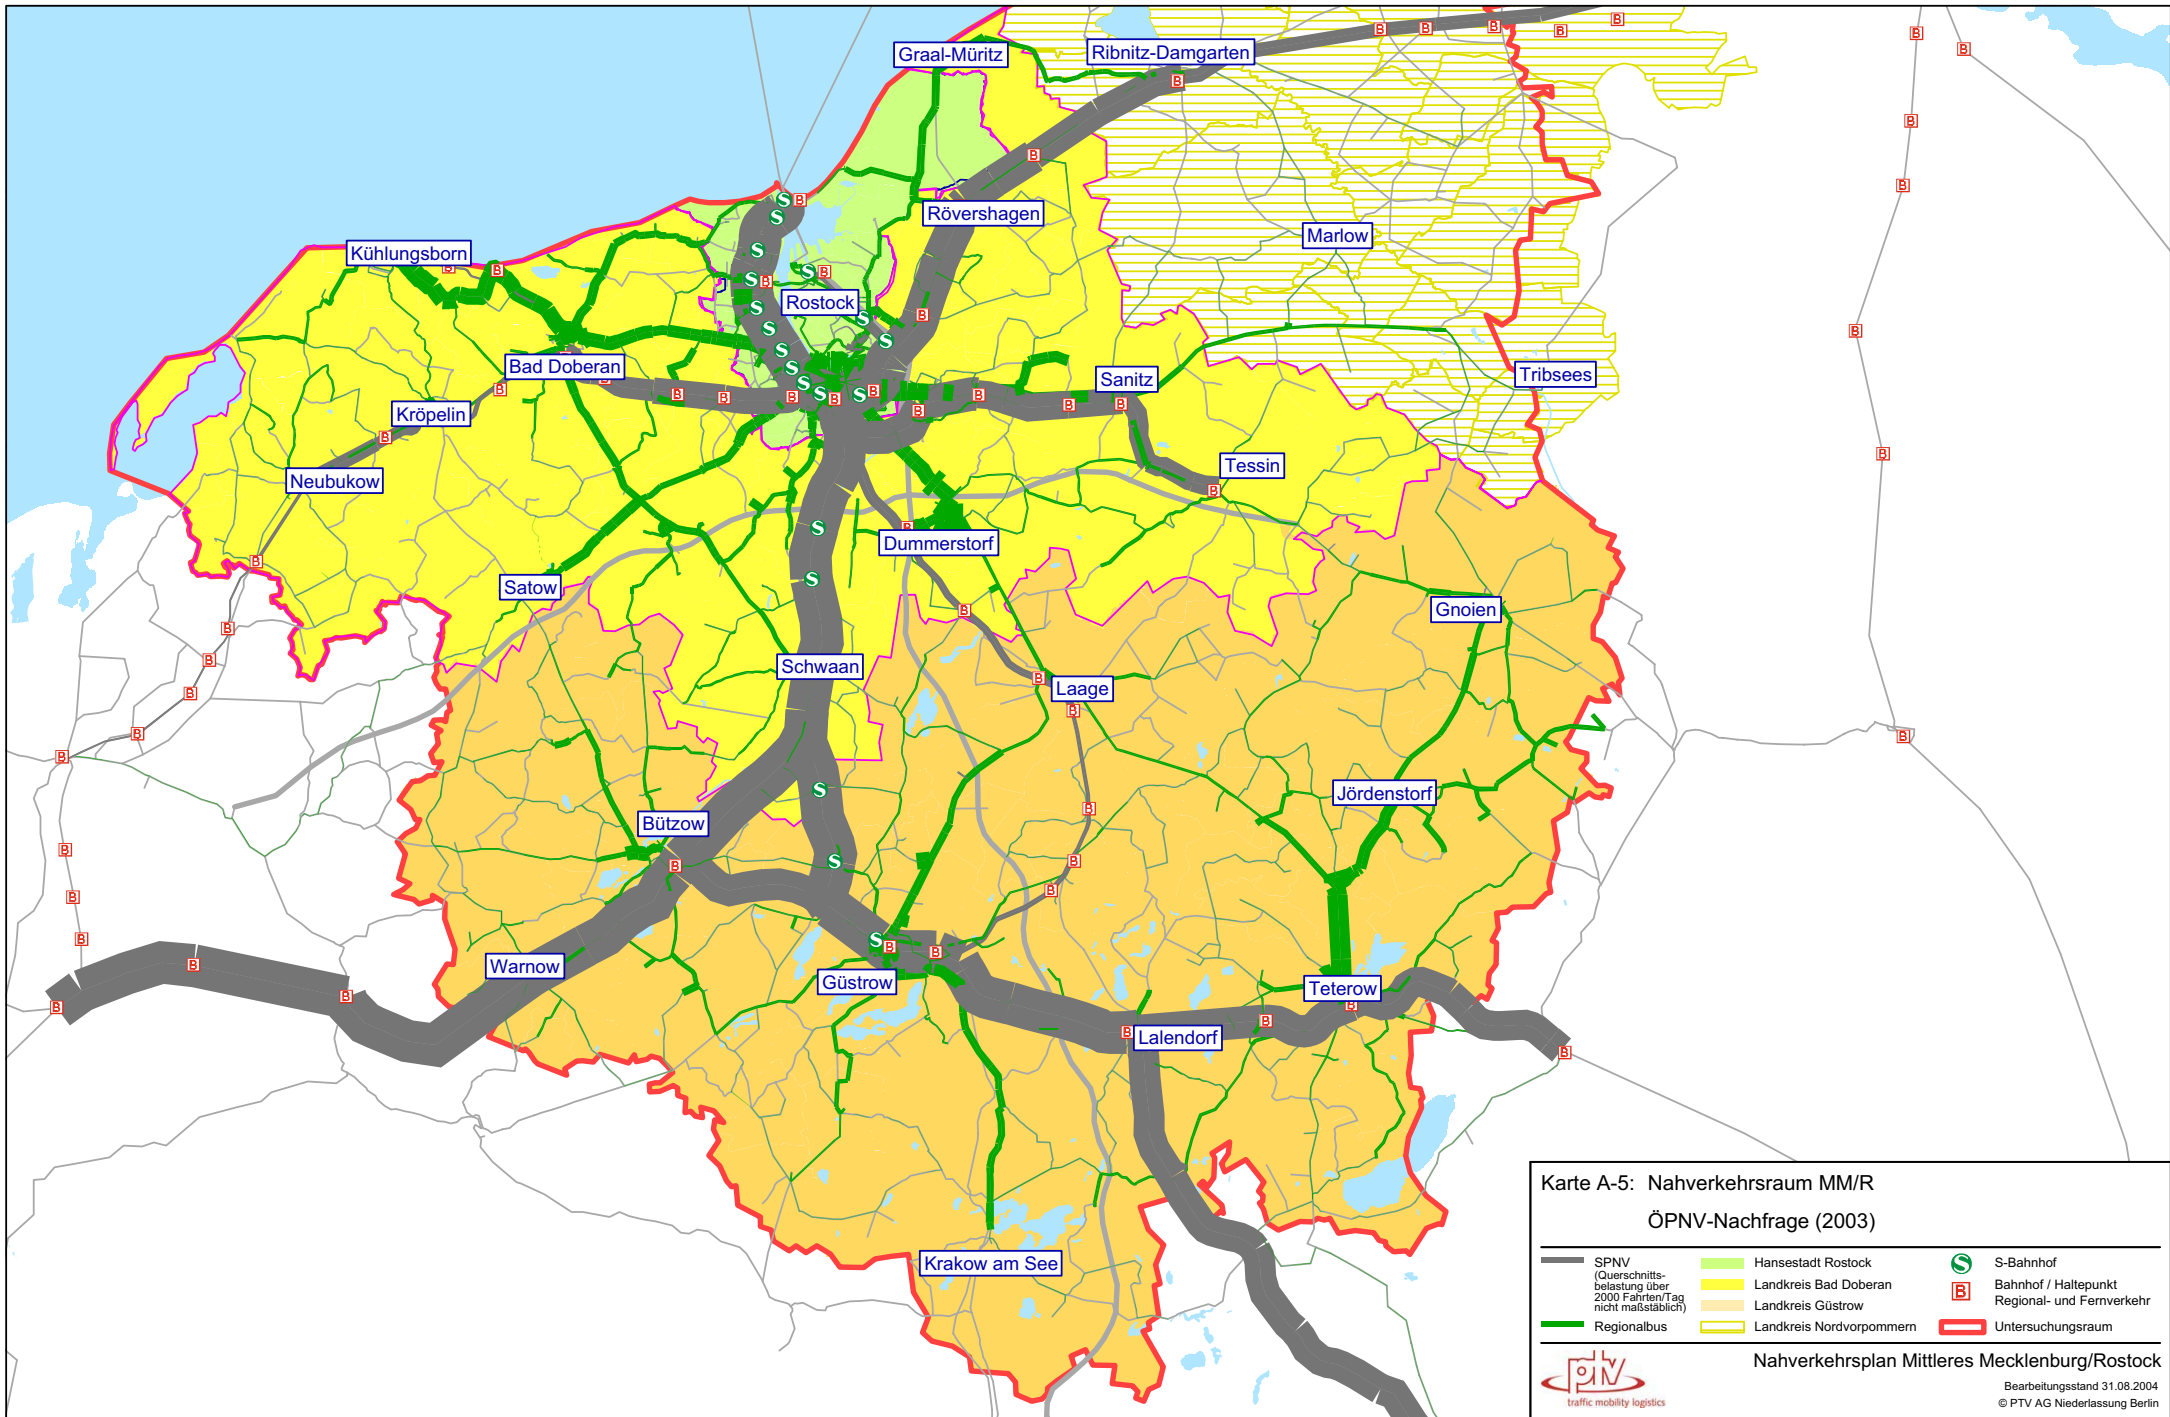 Graal-Müritz
Ribnitz-Damgarten
Rövershagen
Marlow
Kühlungsborn
Rostock
Bad Doberan
Sanitz
Tribsees
Kröpelin
Neubukow
Tessin
Dummerstorf
Satow
Gnoien
Schwaan
Laage
Jördenstorf
Bützow
Warnow
Güstrow
Teterow
Lalendorf
Krakow am See
Karte A-5: Nahverkehrsraum MM/R
ÖPNV-Nachfrage (2003)
SPNV
(Querschnitts-
belastung über
2000 Fahrten/Tag
nicht maßstäblich)
Regionalbus
Hansestadt Rostock
Landkreis Bad Doberan
Landkreis Güstrow
Landkreis Nordvorpommern
S S-Bahnhof
B Bahnhof / Haltepunkt
Regional- und Fernverkehr
Untersuchungsraum
ptv
traffic mobility logistics
Nahverkehrsplan Mittleres Mecklenburg/Rostock
Bearbeitungsstand 31.08.2004
© PTV AG Niederlassung Berlin